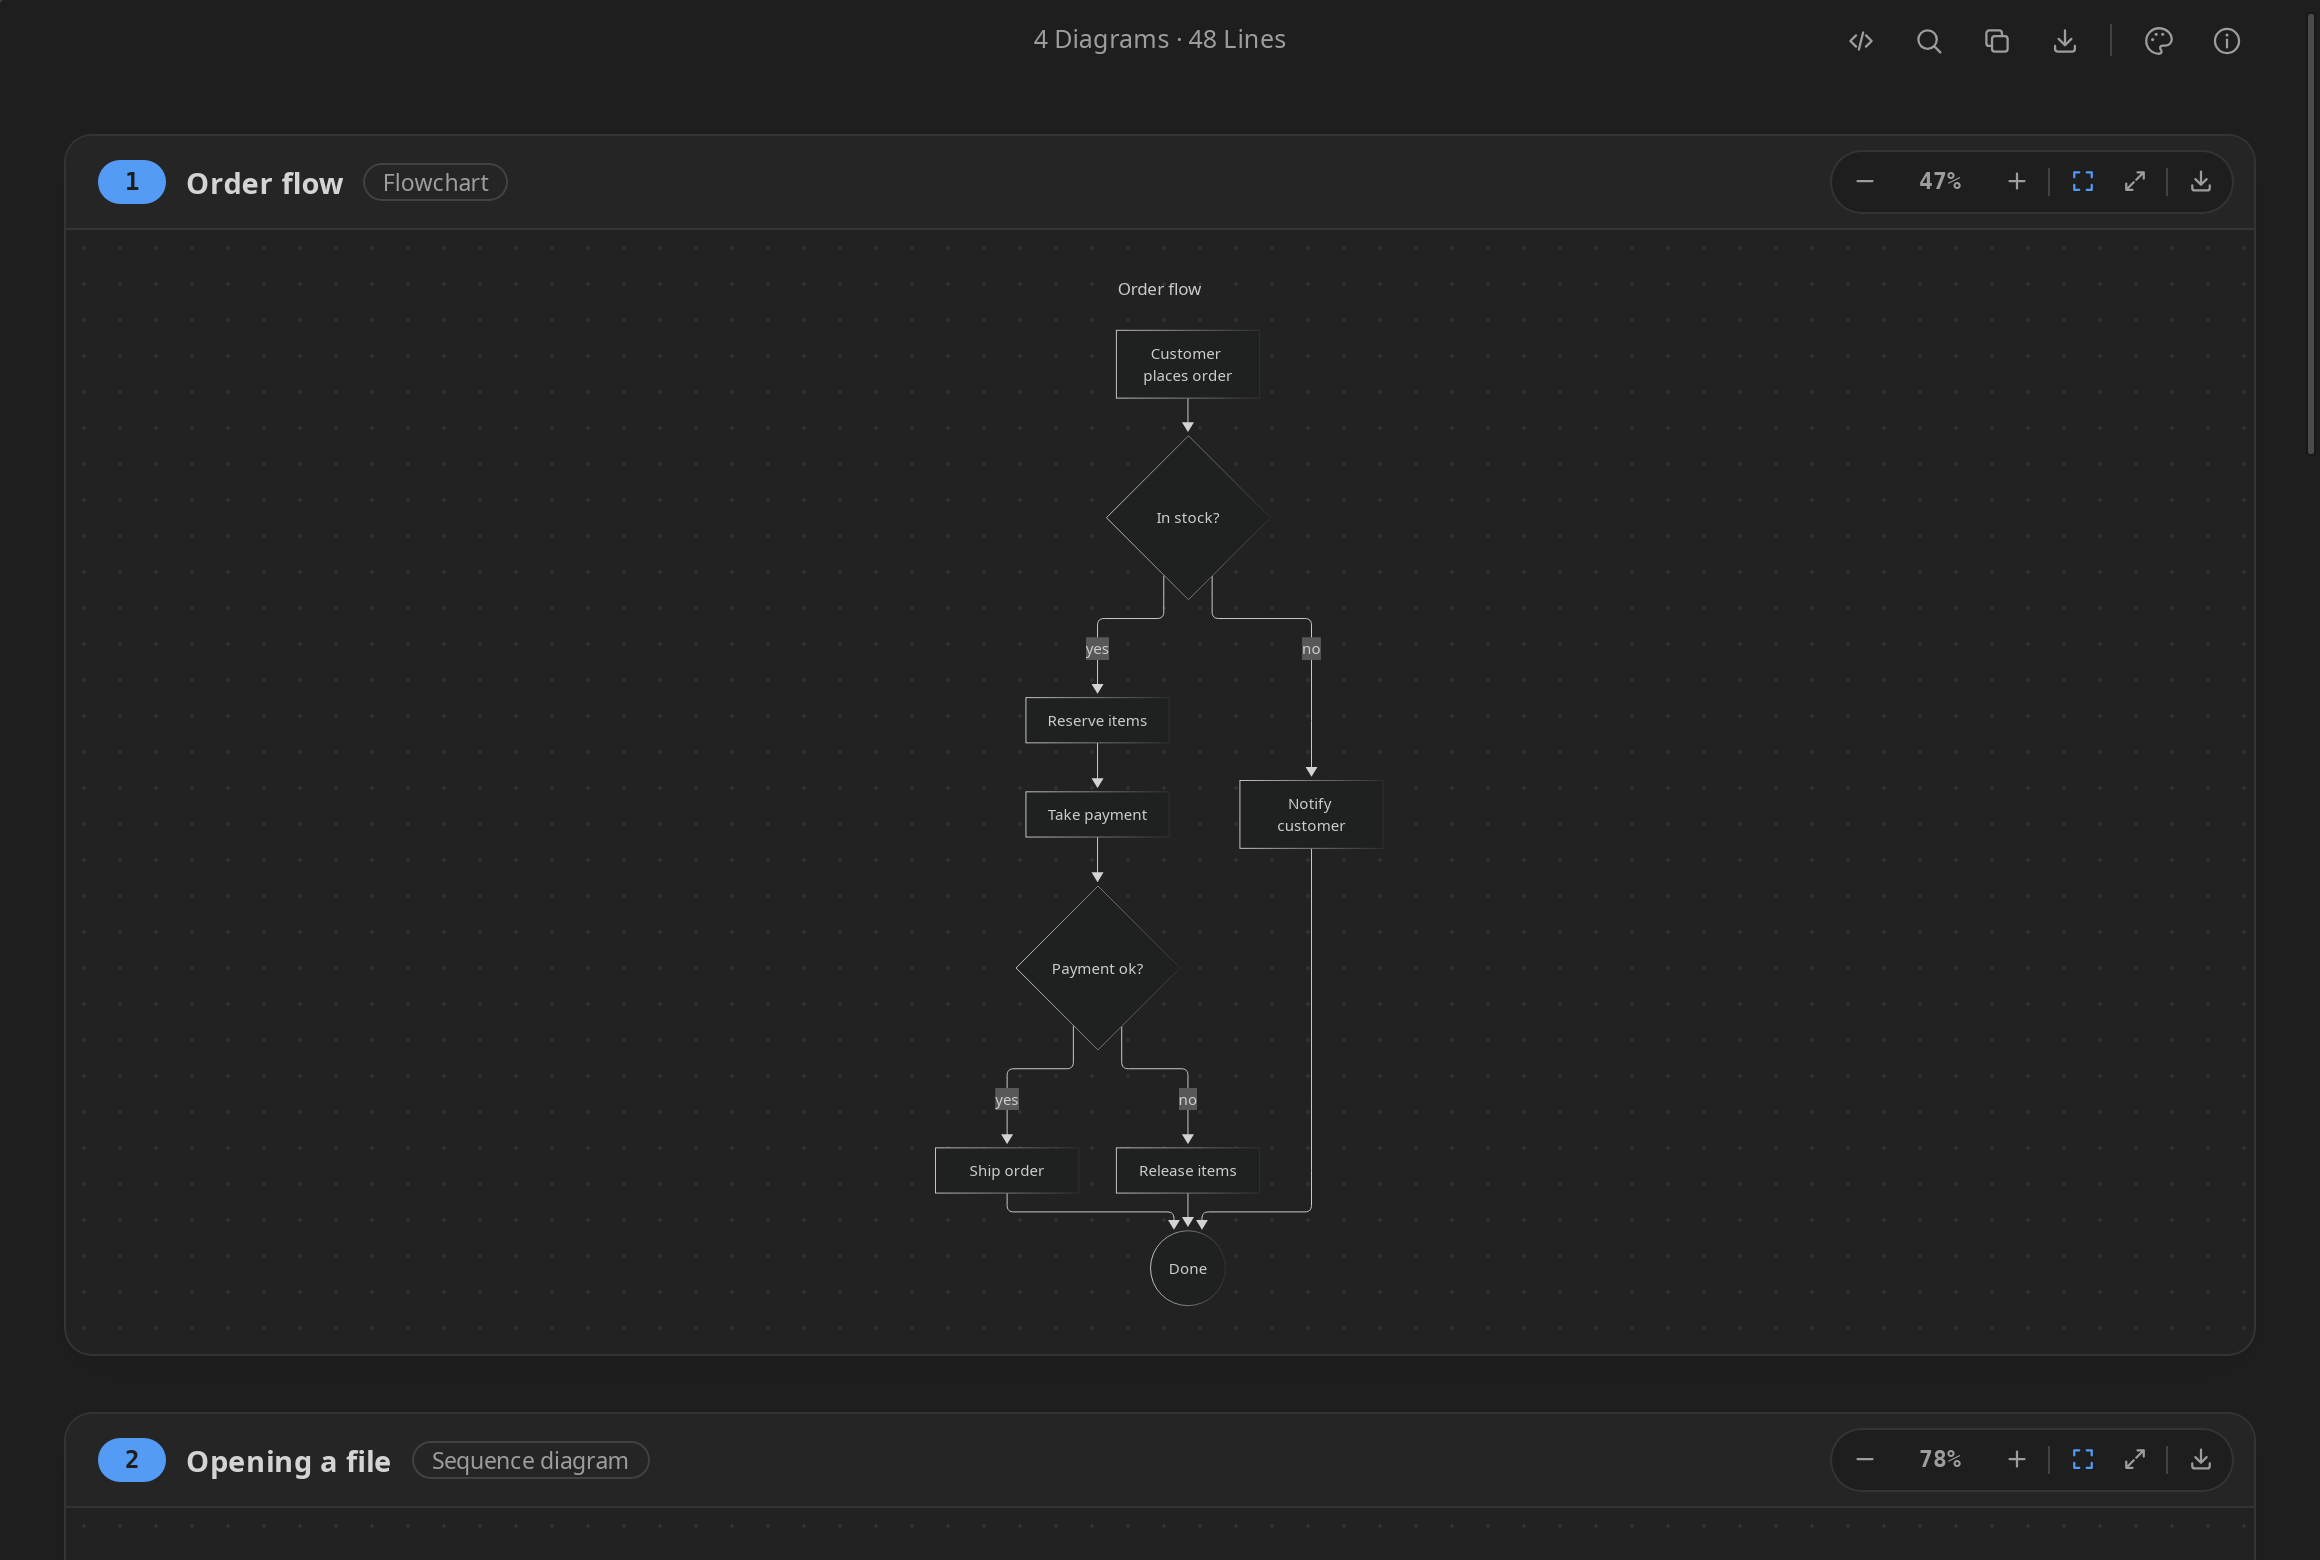 4 Diagrams · 48 Lines
1 Order flow Flowchart 47%
Order flow
Customer
places order
In stock?
yes
no
Reserve items
Take payment
Notify
customer
Payment ok?
yes
no
Ship order
Release items
Done
2 Opening a file Sequence diagram 78%